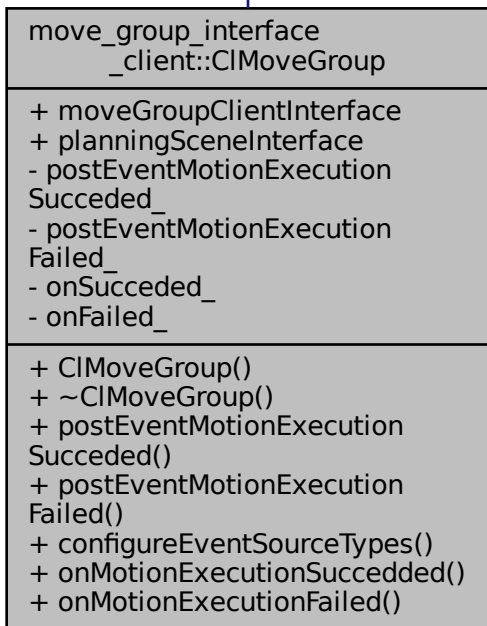 move_group_interface
_client::ClMoveGroup
+ moveGroupClientInterface
+ planningSceneInterface
- postEventMotionExecution
Succeded_
- postEventMotionExecution
Failed_
- onSucceded_
- onFailed_
+ ClMoveGroup()
+ ~ClMoveGroup()
+ postEventMotionExecution
Succeded()
+ postEventMotionExecution
Failed()
+ configureEventSourceTypes()
+ onMotionExecutionSuccedded()
+ onMotionExecutionFailed()